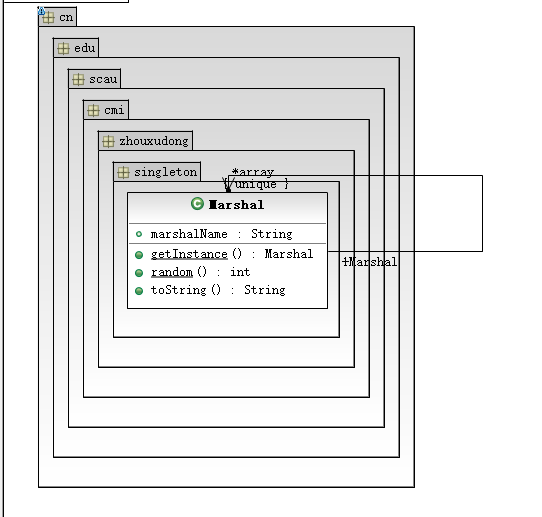 cn
edu
scau
cmi
zhouxudong
singleton
*array
unique }
Marshal
marshalName : String
getInstance () : Marshal
random () : int
toString () : String
Marshal